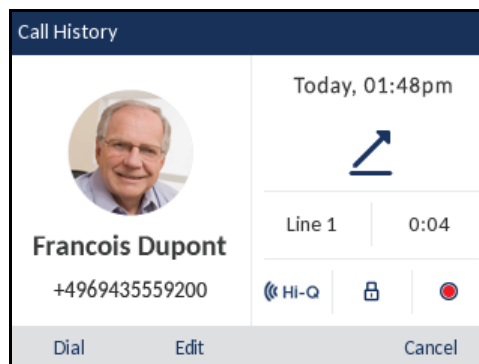 Call History
Today, 01:48pm
Francois Dupont
+4969435559200
Line 1
0:04
Hi-Q
Dial
Edit
Cancel